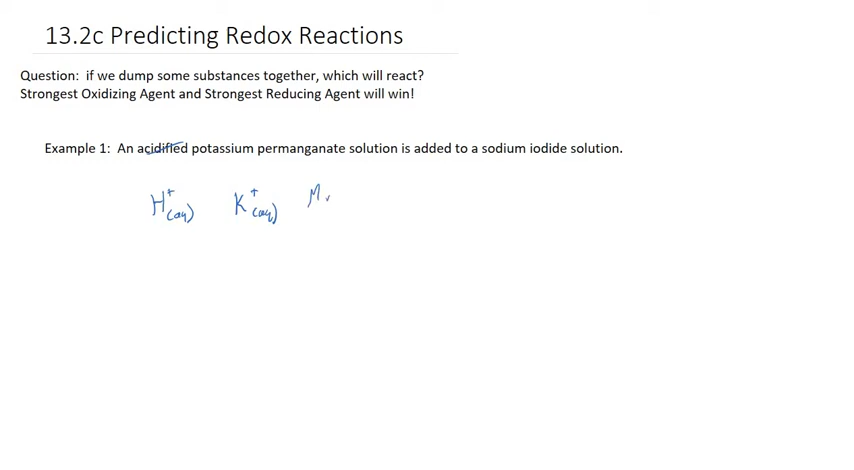 13.2c Predicting Redox Reactions
Question: if we dump some substances together, which will react?
Strongest Oxidizing Agent and Strongest Reducing Agent will win!
Example 1: An acidified potassium permanganate solution is added to a sodium iodide solution.
H⁺(aq) K⁺(aq) M